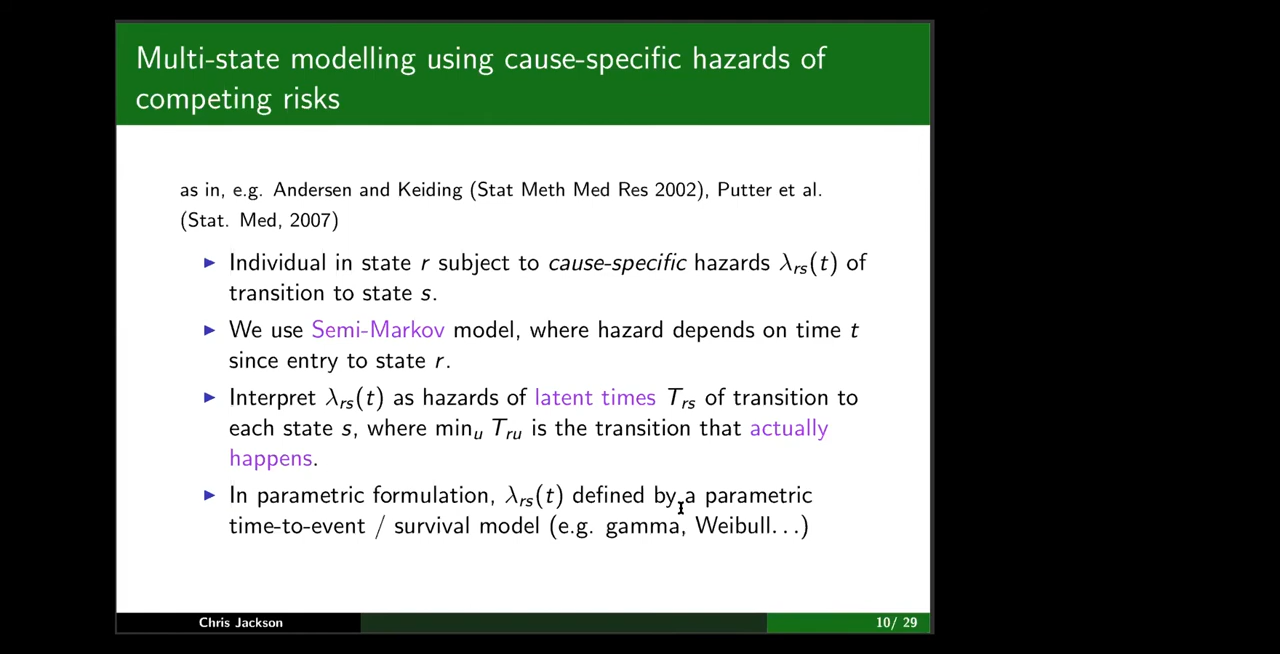 Multi-state modelling using cause-specific hazards of
competing risks
as in, e.g. Andersen and Keiding (Stat Meth Med Res 2002), Putter et al.
(Stat. Med, 2007)
▶ Individual in state r subject to cause-specific hazards λrs(t) of
transition to state s.
▶ We use Semi-Markov model, where hazard depends on time t
since entry to state r.
▶ Interpret λrs(t) as hazards of latent times Trs of transition to
each state s, where minu Tru is the transition that actually
happens.
▶ In parametric formulation, λrs(t) defined by a parametric
time-to-event / survival model (e.g. gamma, Weibull...)
Chris Jackson
10/ 29